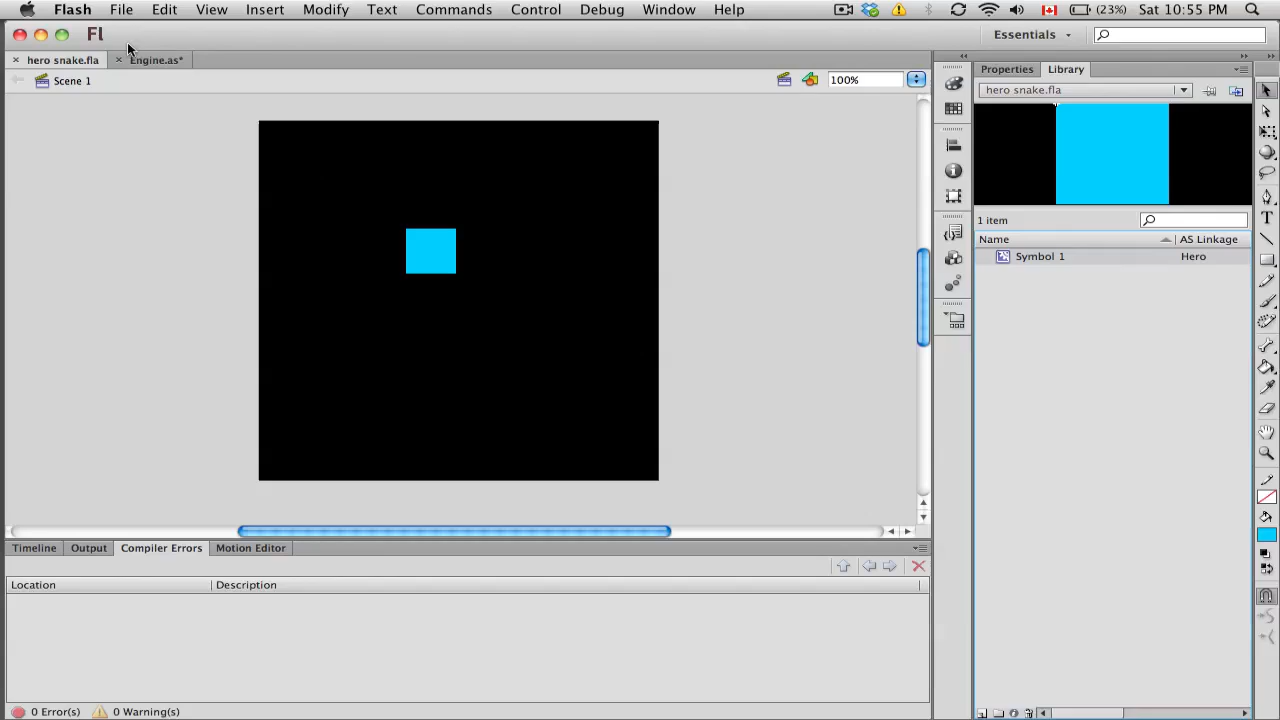 Flash File Edit View Insert Modify Text Commands Control Debug Window Help (23%) Sat 10:55 PM
Fl Essentials
hero snake.fla Engine.as*
Scene 1 100%
Properties Library
hero snake.fla
1 item
Name AS Linkage
Symbol 1 Hero
Timeline Output Compiler Errors Motion Editor
Location Description
0 Error(s) 0 Warning(s)